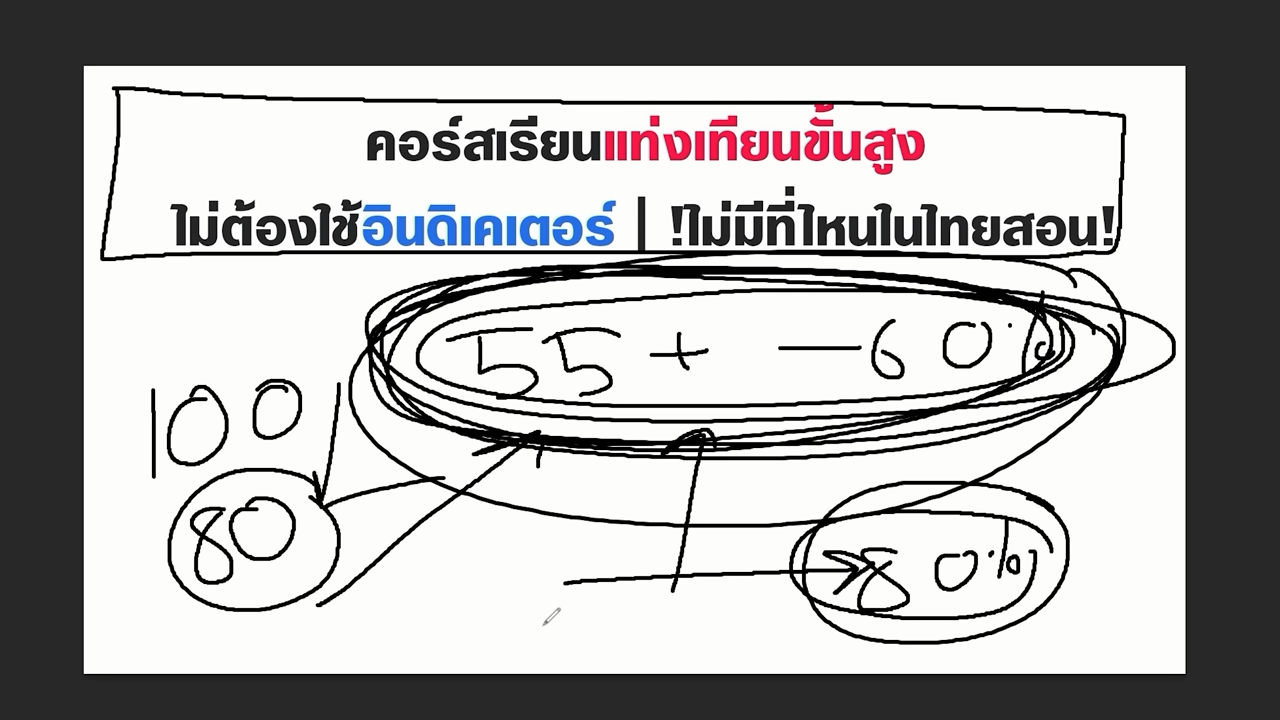 คอร์สเรียนแท่งเทียนขั้นสูง
ไม่ต้องใช้อินดิเคเตอร์ | !ไม่มีที่ไหนในไทยสอน!
55 + — 60%
100
80
80%